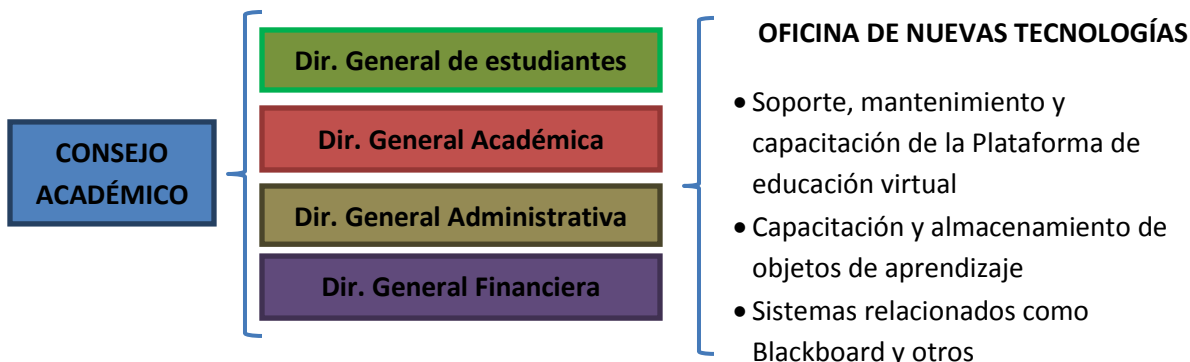 CONSEJO
ACADÉMICO
Dir. General de estudiantes
Dir. General Académica
Dir. General Administrativa
Dir. General Financiera
OFICINA DE NUEVAS TECNOLOGÍAS
• Soporte, mantenimiento y
capacitación de la Plataforma de
educación virtual
• Capacitación y almacenamiento de
objetos de aprendizaje
• Sistemas relacionados como
Blackboard y otros